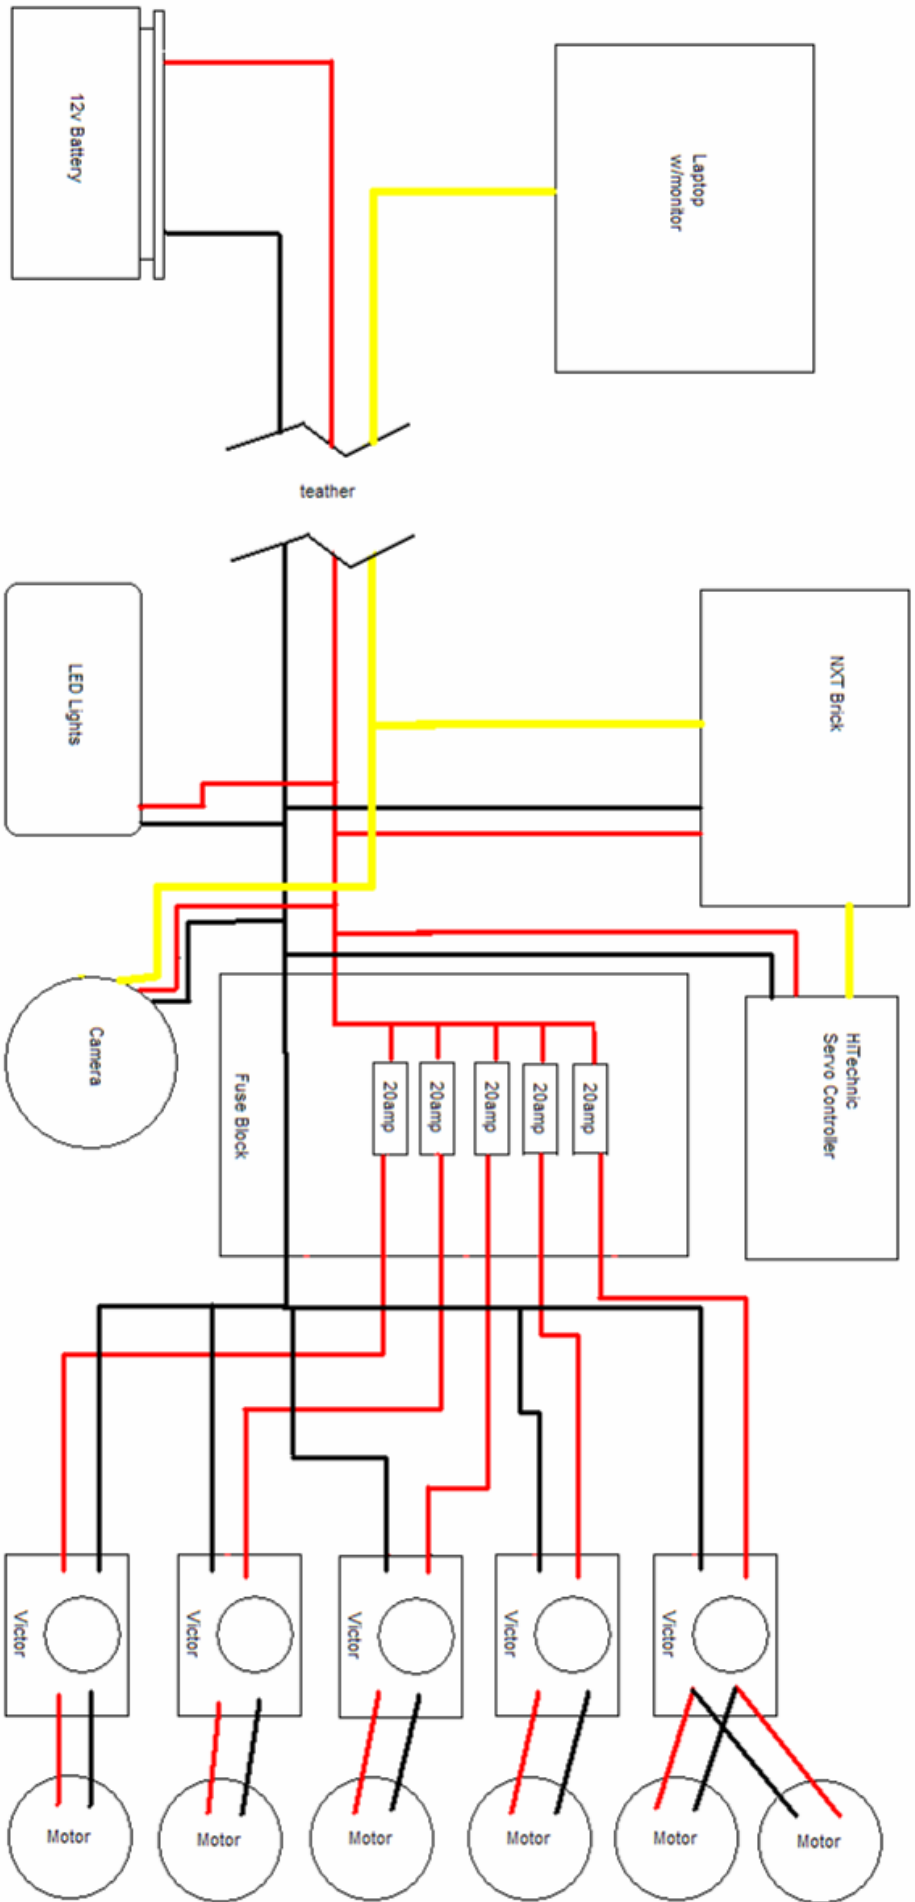 12v Battery
Laptop
w/monitor
teather
LED Lights
NXT Brick
Camera
Fuse Block
20amp
20amp
20amp
20amp
20amp
HiTechnic
Servo Controller
Victor
Victor
Victor
Victor
Victor
Motor
Motor
Motor
Motor
Motor
Motor